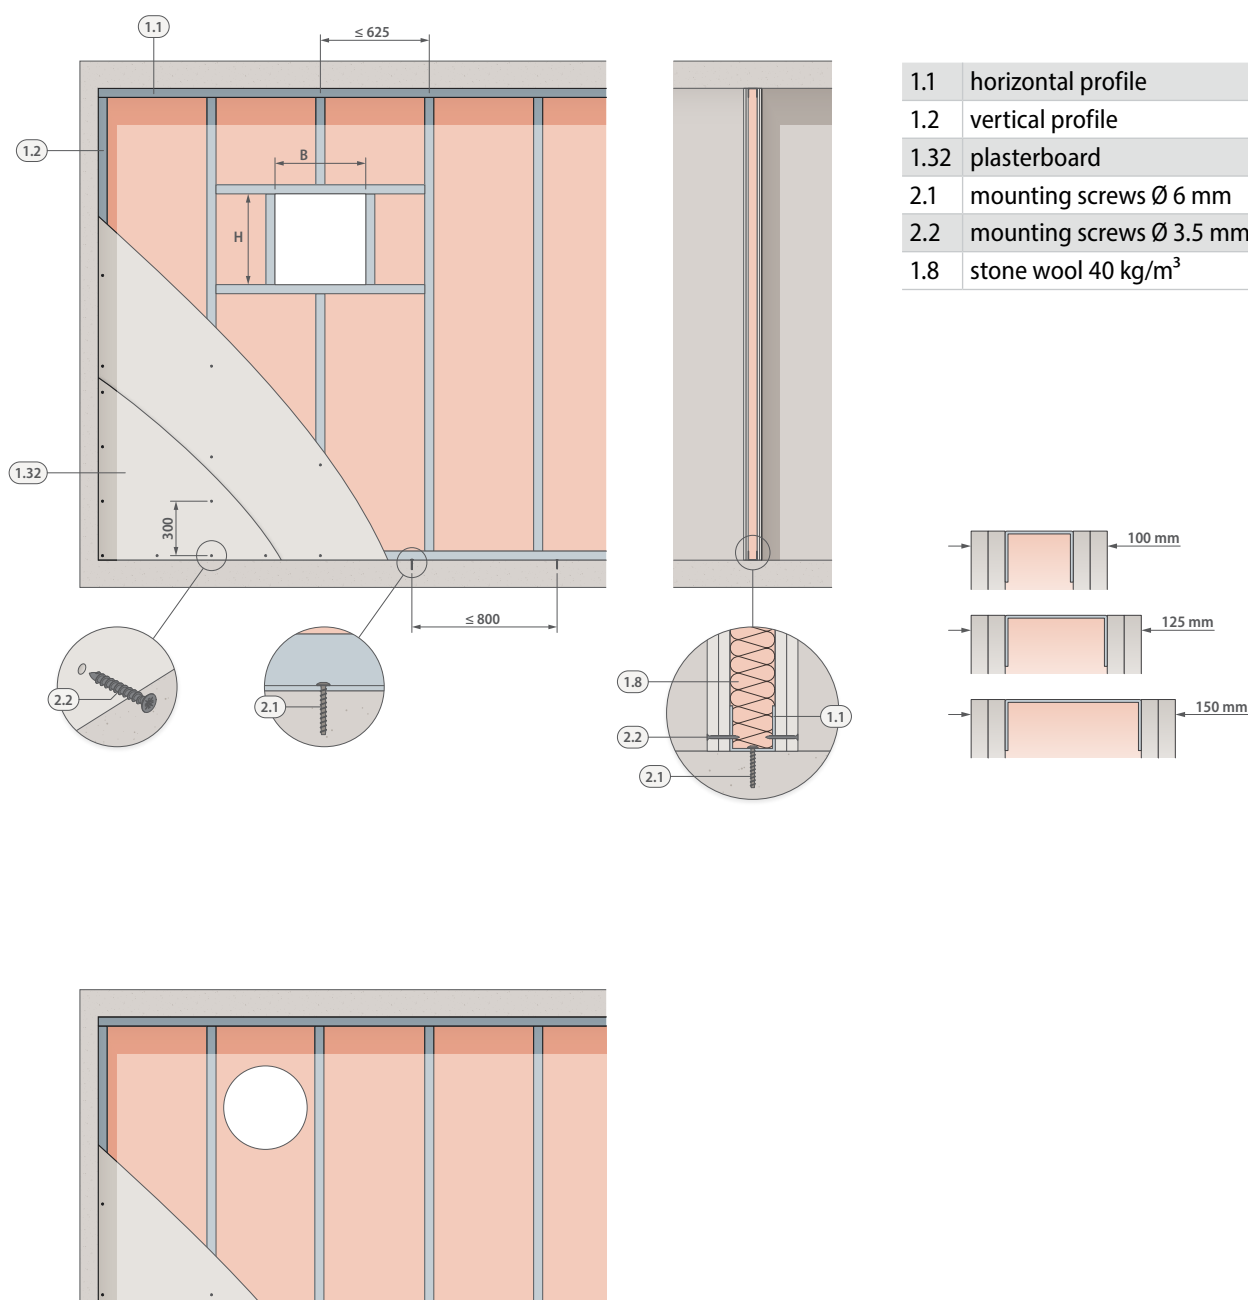 1.1
≤ 625
1.1 horizontal profile
1.2 vertical profile
1.32 plasterboard
2.1 mounting screws Ø 6 mm
2.2 mounting screws Ø 3.5 mm
1.8 stone wool 40 kg/m³
1.2
B
H
1.32
300
≤ 800
2.2
2.1
1.8
1.1
2.2
2.1
100 mm
125 mm
150 mm